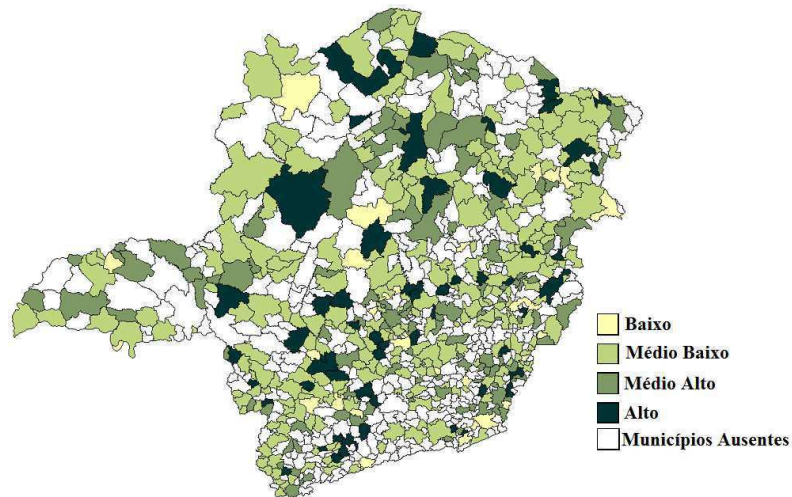 Baixo
Médio Baixo
Médio Alto
Alto
Municípios Ausentes